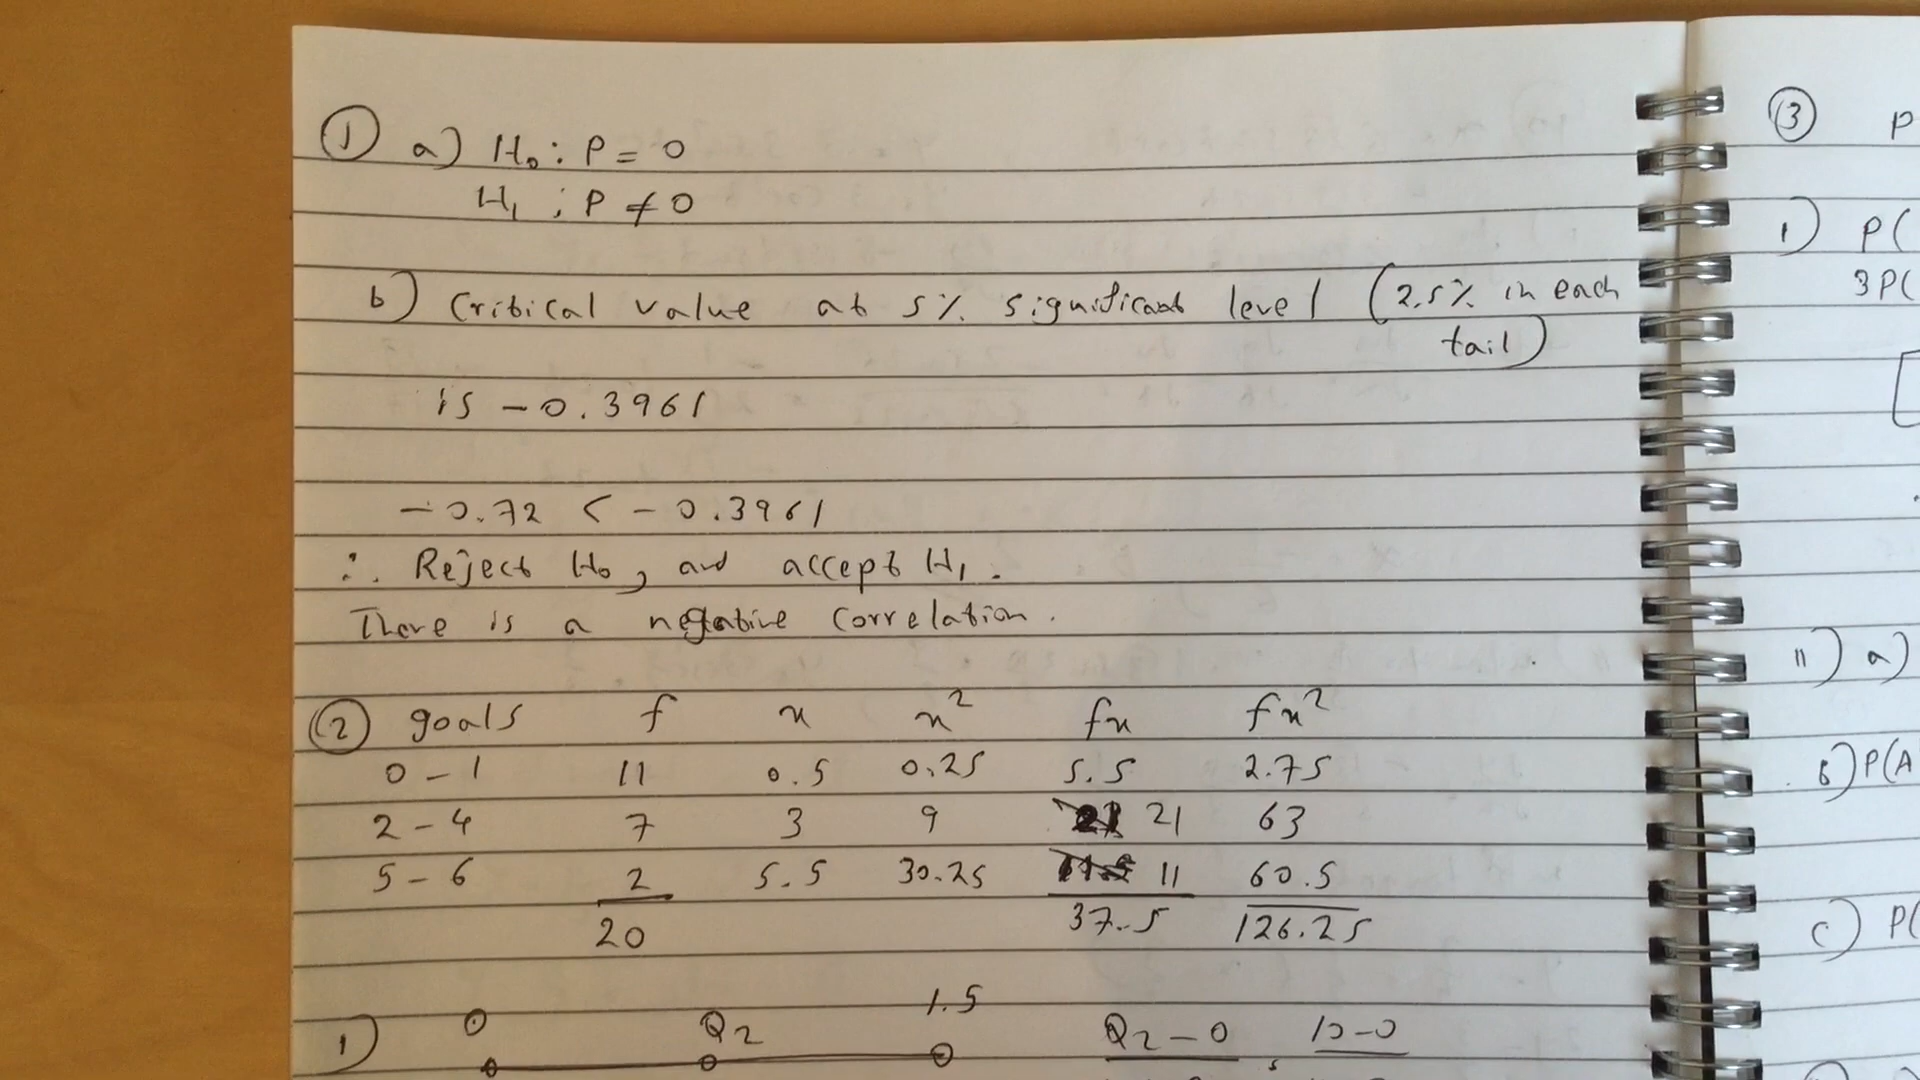 ① a) H₀ : P = 0
H₁ : P ≠ 0
b) Critical value at 5% significant level (2.5% in each
tail)
is -0.3961
-0.72 < -0.3961
∴ Reject H₀, and accept H₁.
There is a negative correlation.
② goals f x x² fx fx²
0 - 1 11 0.5 0.25 5.5 2.75
2 - 4 7 3 9 21 63
5 - 6 2 5.5 30.25 11 60.5
20 37.5 126.25
1) 0 Q₂ 1.5 Q₂ - 0 10-0
③ P
1) P(
3P(
11) a)
b) P(A
c) P(